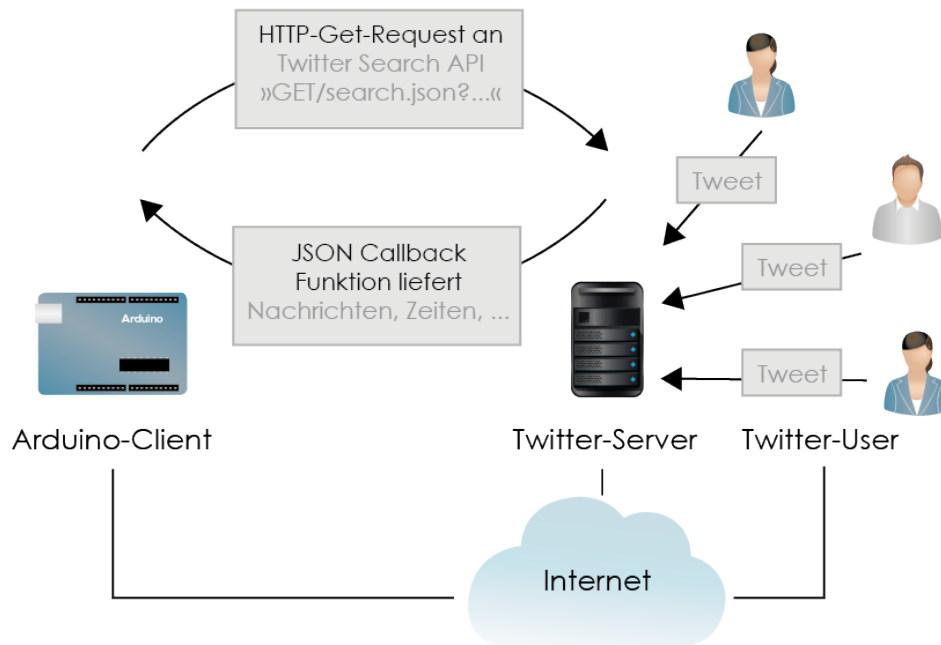 HTTP-Get-Request an
Twitter Search API
»GET/search.json?...«
Tweet
JSON Callback
Funktion liefert
Nachrichten, Zeiten, ...
Tweet
Arduino
Tweet
Arduino-Client
Twitter-Server
Twitter-User
Internet